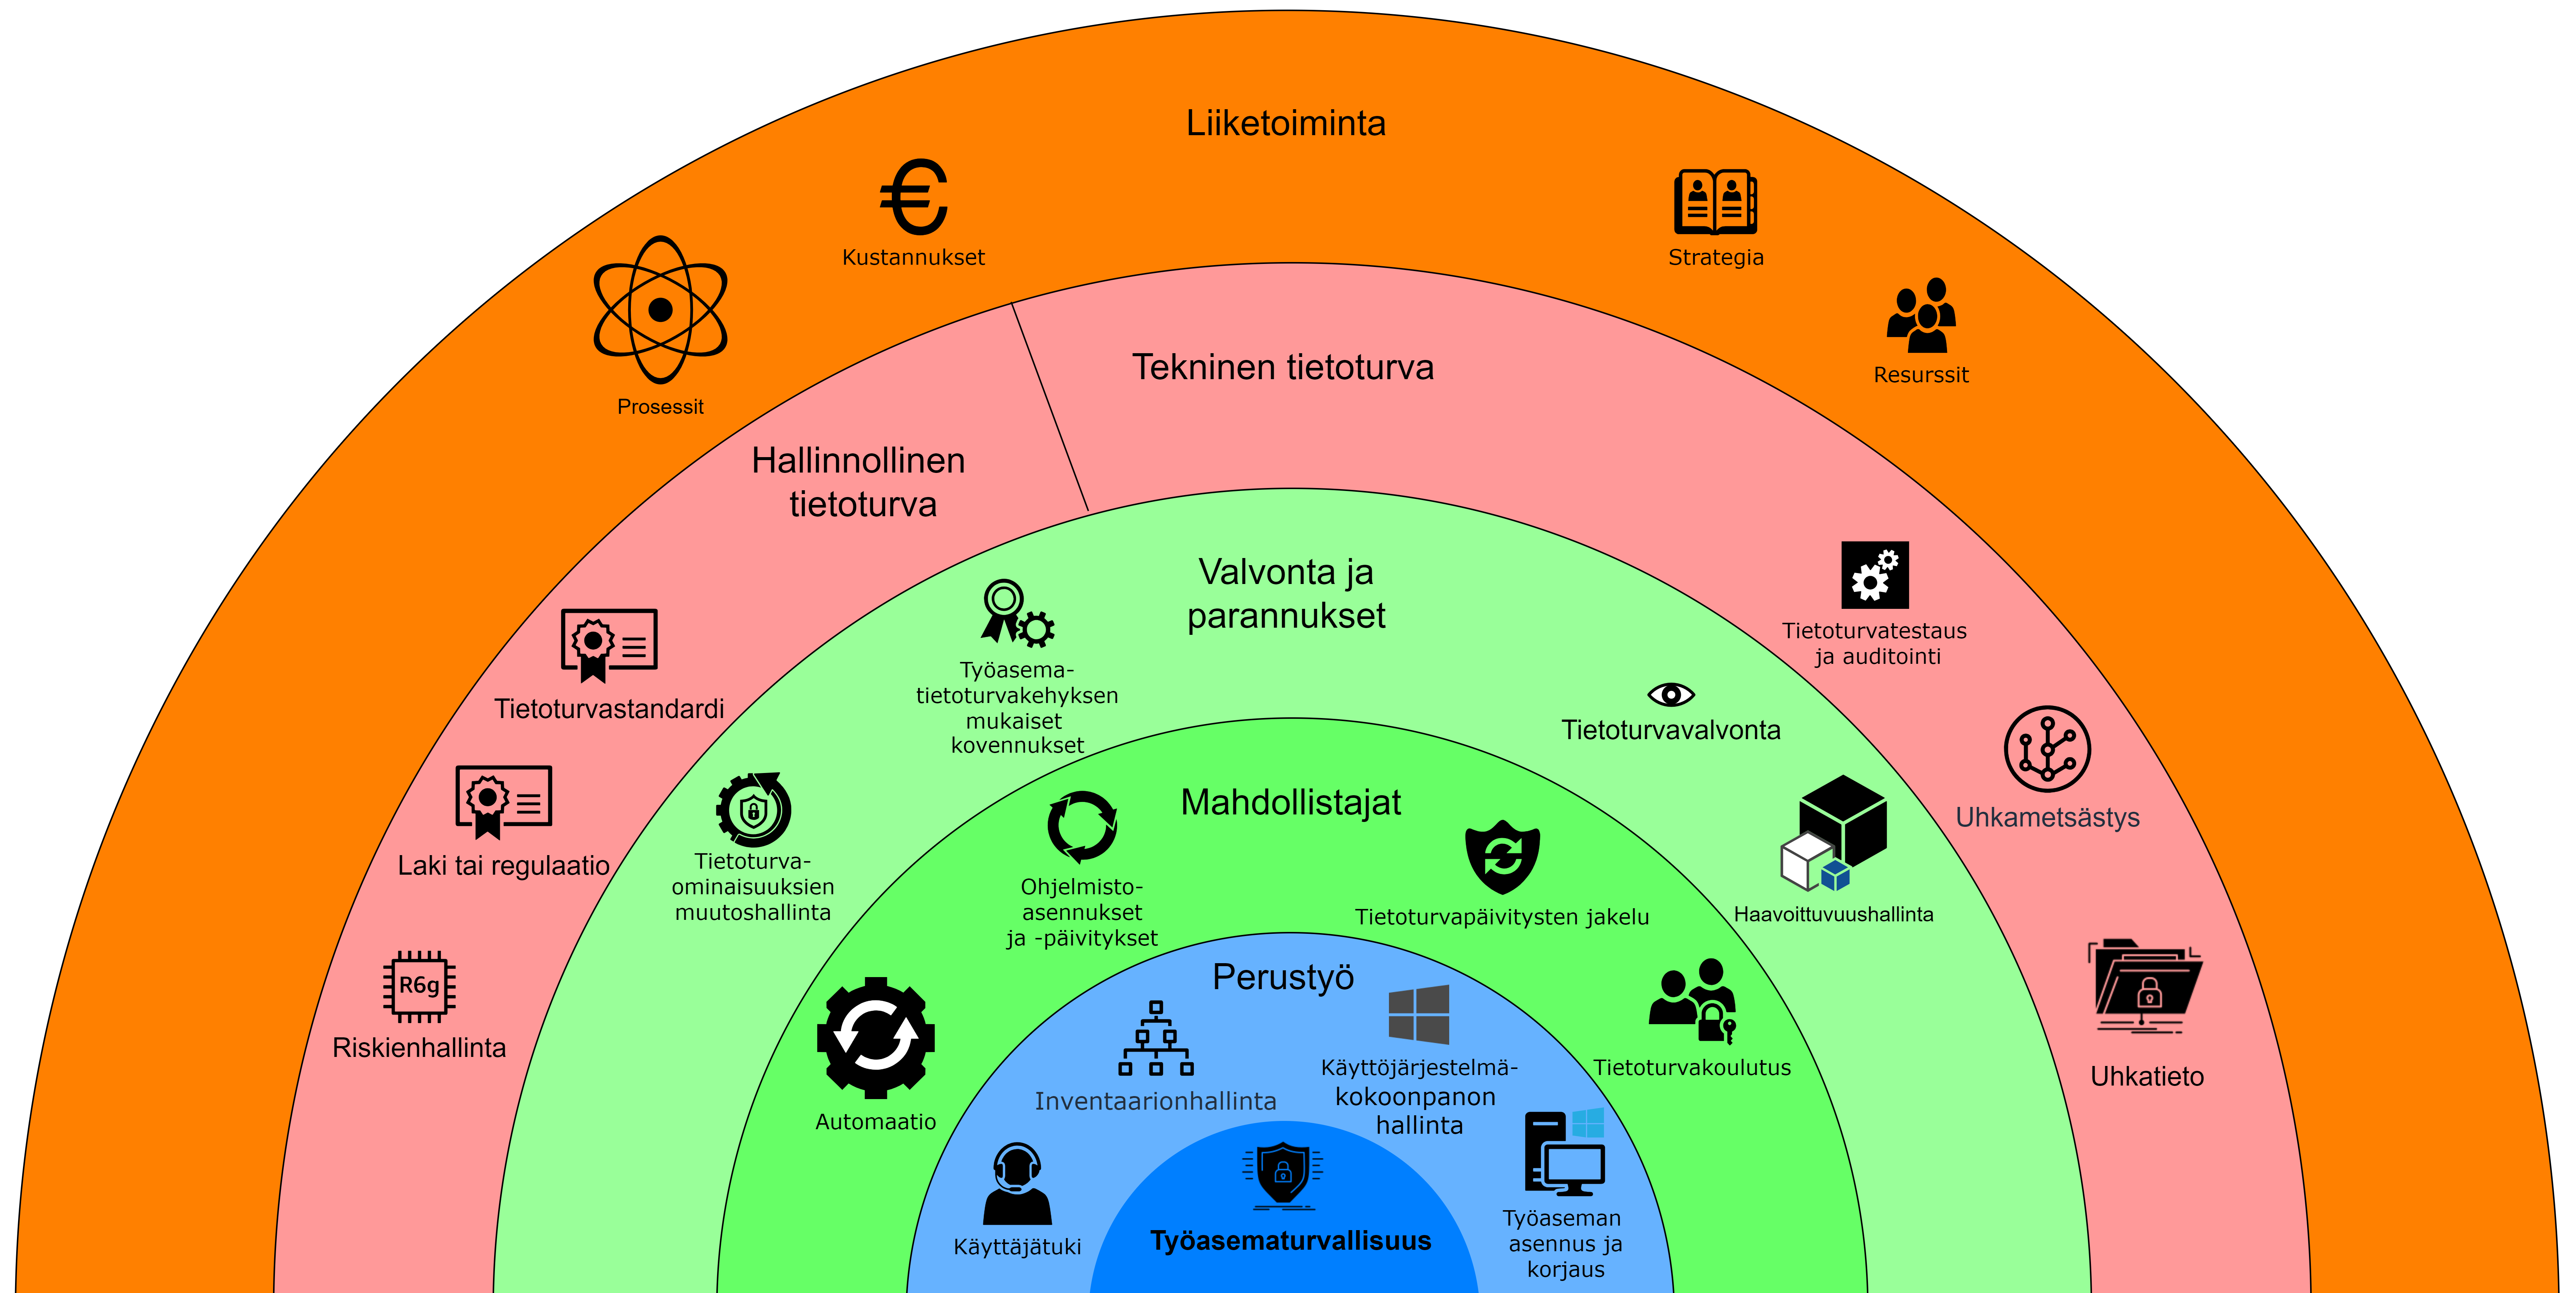 Liiketoiminta
Kustannukset
Strategia
Prosessit
Resurssit
Tekninen tietoturva
Hallinnollinen
tietoturva
Tietoturvastandardi
Laki tai regulaatio
R6g
Riskienhallinta
Tietoturvatestaus
ja auditointi
Uhkametsästys
Uhkatieto
Valvonta ja
parannukset
Työasema-
tietoturvakehyksen
mukaiset
kovennukset
Tietoturva-
ominaisuuksien
muutoshallinta
Tietoturvavalvonta
Haavoittuvuushallinta
Mahdollistajat
Ohjelmisto-
asennukset
ja -päivitykset
Tietoturvapäivitysten jakelu
Automaatio
Tietoturvakoulutus
Perustyö
Inventaarionhallinta
Käyttöjärjestelmä-
kokoonpanon
hallinta
Käyttäjätuki
Työaseman
asennus ja
korjaus
Työasematurvallisuus